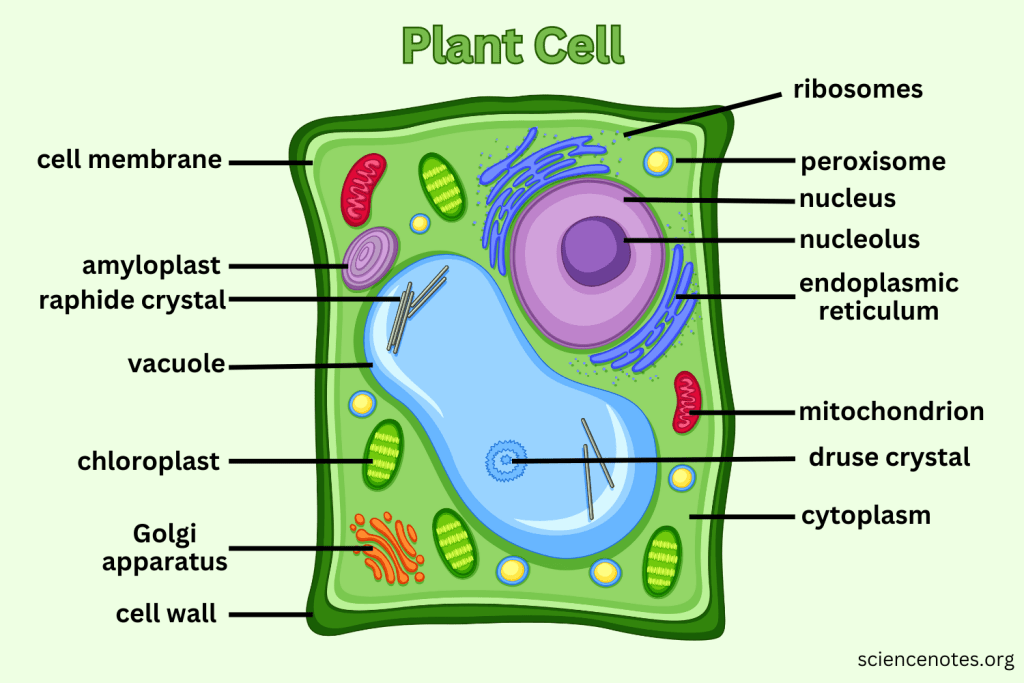 Plant Cell
ribosomes
cell membrane
peroxisome
nucleus
nucleolus
amyloplast
endoplasmic
reticulum
raphide crystal
vacuole
mitochondrion
chloroplast
druse crystal
cytoplasm
Golgi
apparatus
cell wall
sciencenotes.org